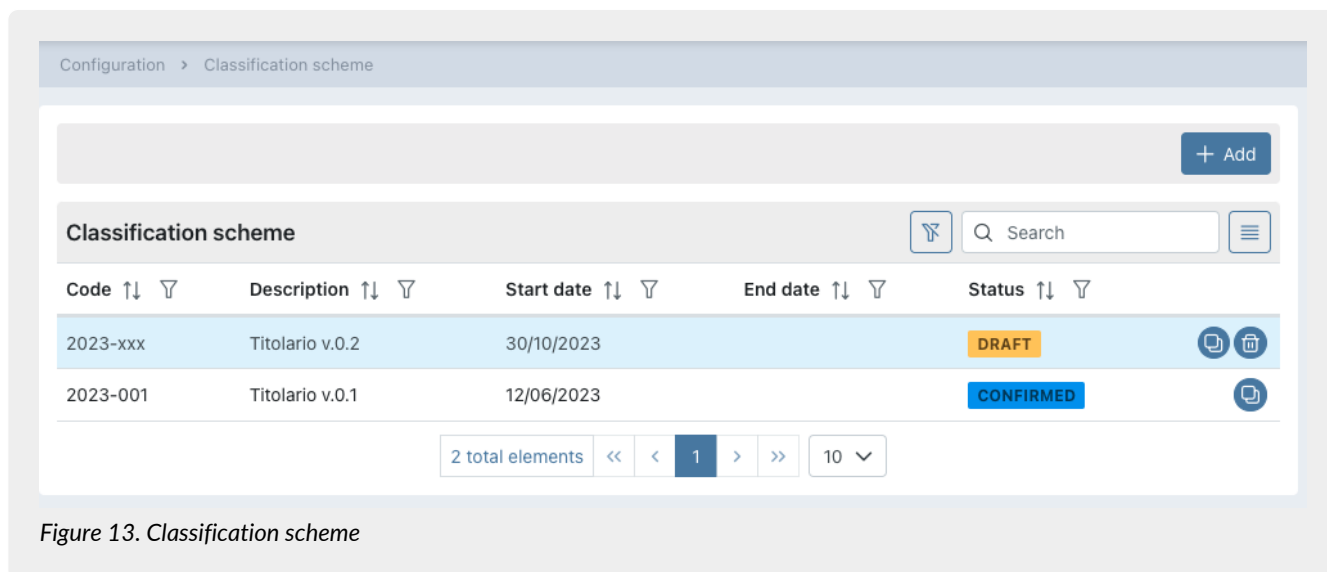 Configuration > Classification scheme
+ Add
Classification scheme Search
Code Description Start date End date Status
2023-xxx Titolario v.0.2 30/10/2023 DRAFT
2023-001 Titolario v.0.1 12/06/2023 CONFIRMED
2 total elements << < 1 > >> 10
Figure 13. Classification scheme